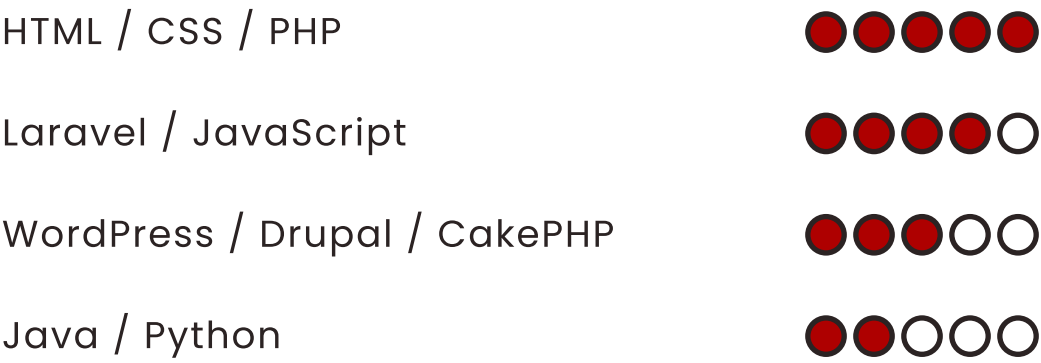 HTML / CSS / PHP
Laravel / JavaScript
WordPress / Drupal / CakePHP
Java / Python